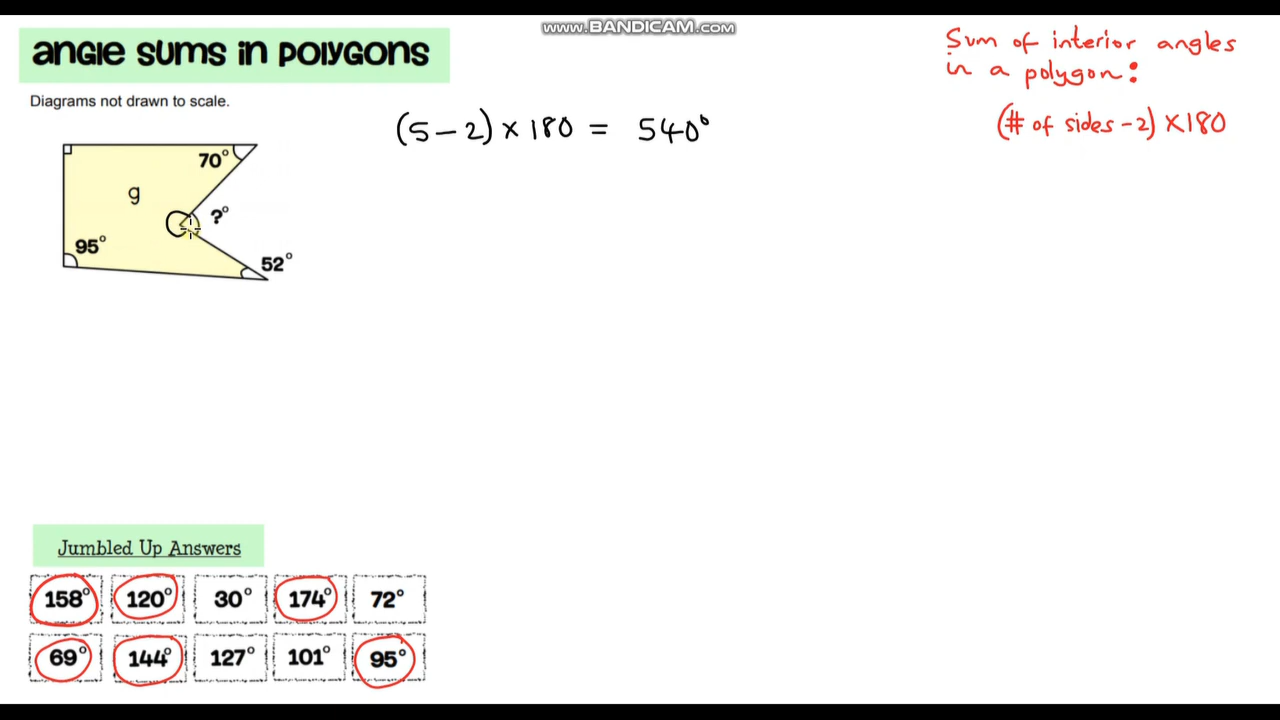 www.BANDICAM.com
ANGLE SUMS IN POLYGONS
Sum of interior angles
in a polygon:
(# of sides - 2) × 180
Diagrams not drawn to scale.
(5 - 2) × 180 = 540°
70°
g
?°
95°
52°
Jumbled Up Answers
158° 120° 30° 174° 72°
69° 144° 127° 101° 95°